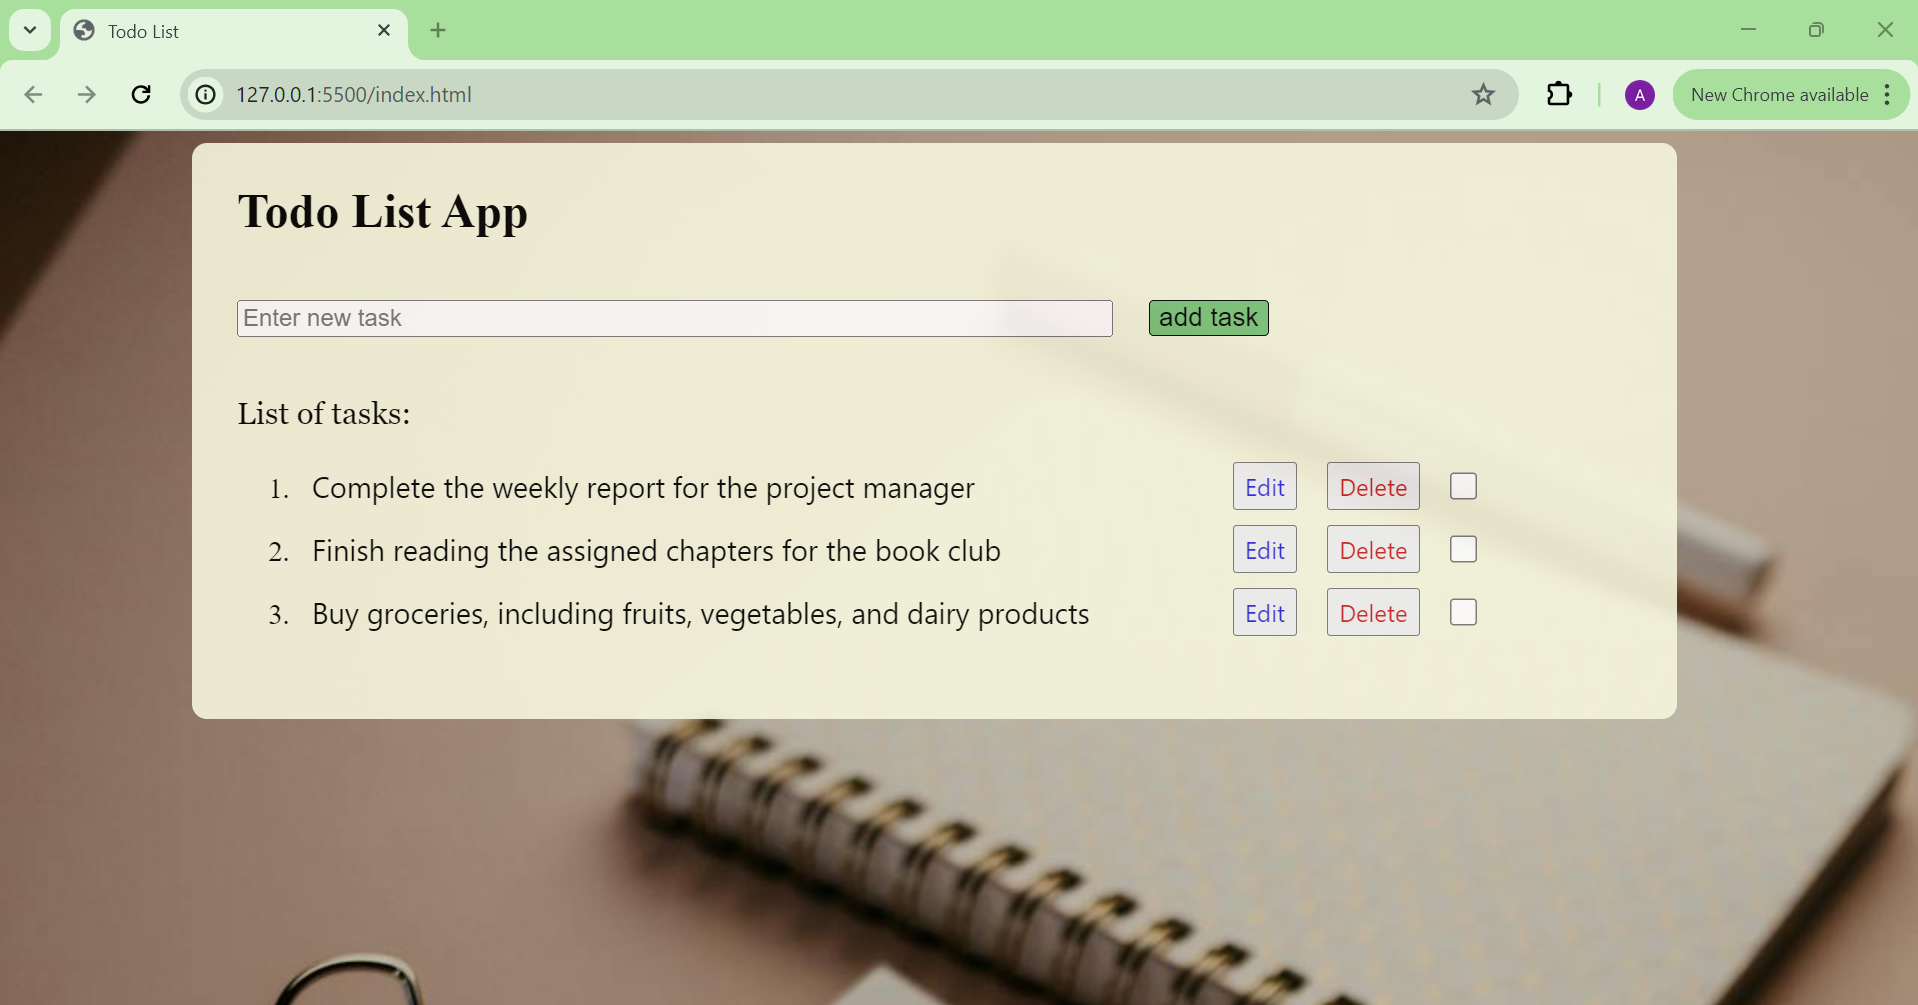 Todo List
127.0.0.1:5500/index.html
A
New Chrome available
Todo List App
Enter new task
add task
List of tasks:
1. Complete the weekly report for the project manager Edit Delete
2. Finish reading the assigned chapters for the book club Edit Delete
3. Buy groceries, including fruits, vegetables, and dairy products Edit Delete